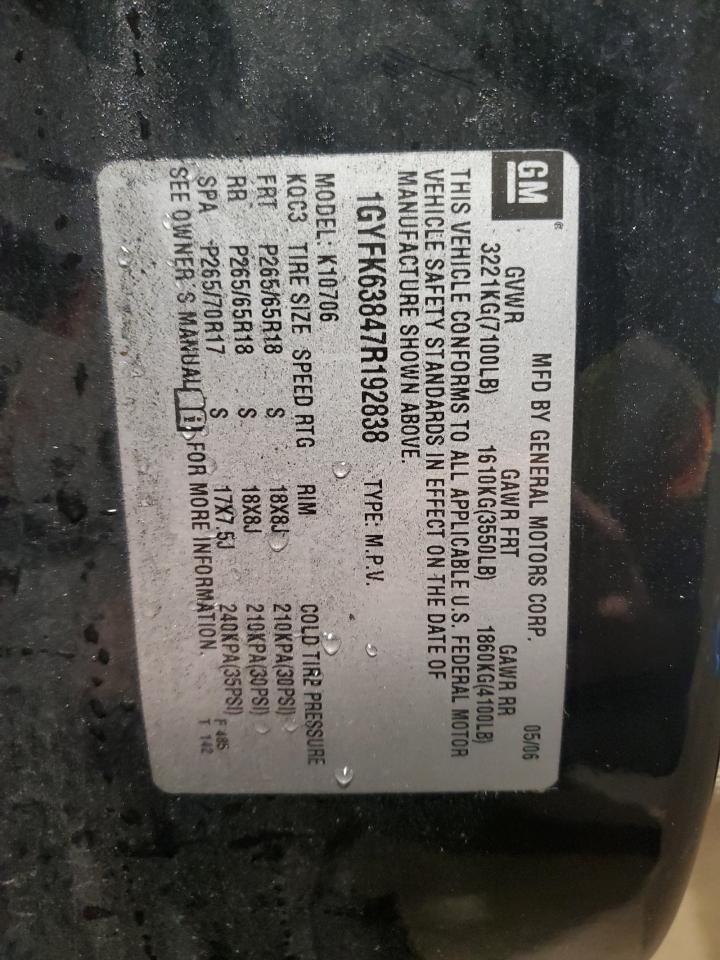 GM®
MFD BY GENERAL MOTORS CORP. 05/06
GVWR GAWR FRT GAWR RR
3221KG(7100LB) 1610KG(3550LB) 1860KG(4100LB)
THIS VEHICLE CONFORMS TO ALL APPLICABLE U.S. FEDERAL MOTOR
VEHICLE SAFETY STANDARDS IN EFFECT ON THE DATE OF
MANUFACTURE SHOWN ABOVE.
1GYFK63847R192838 TYPE: M.P.V.
MODEL: K10706
KOC3 TIRE SIZE SPEED RTG RIM COLD TIRE PRESSURE
FRT P265/65R18 S 18X8J 210KPA(30PSI)
RR P265/65R18 S 18X8J 210KPA(30PSI)
SPA P265/70R17 S 17X7.5J 240KPA(35PSI)
SEE OWNER'S MANUAL FOR MORE INFORMATION.
F 485
T 142